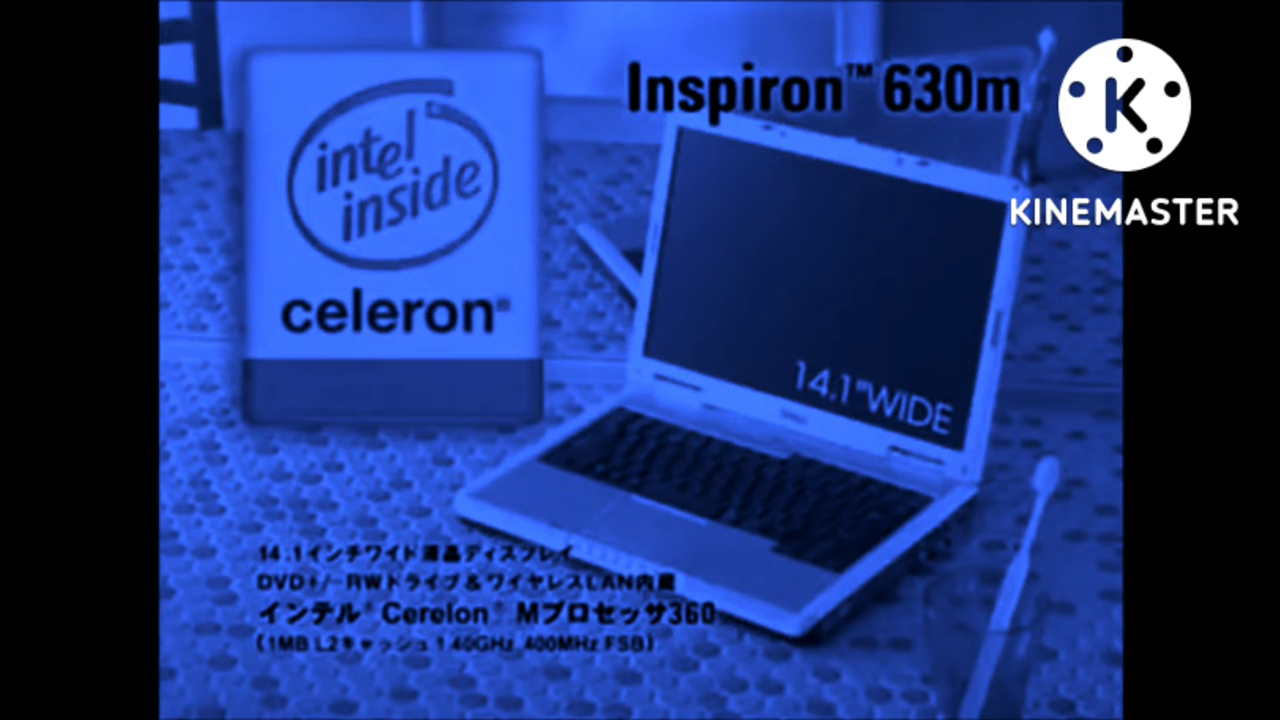 Inspiron™ 630m
KINEMASTER
intel
inside
celeron®
14.1"WIDE
14.1インチワイド液晶ディスプレイ
DVD+/-RWドライブ&ワイヤレスLAN内蔵
インテル® Cerelon® Mプロセッサ360
(1MB L2キャッシュ 1.40GHz 400MHz FSB)